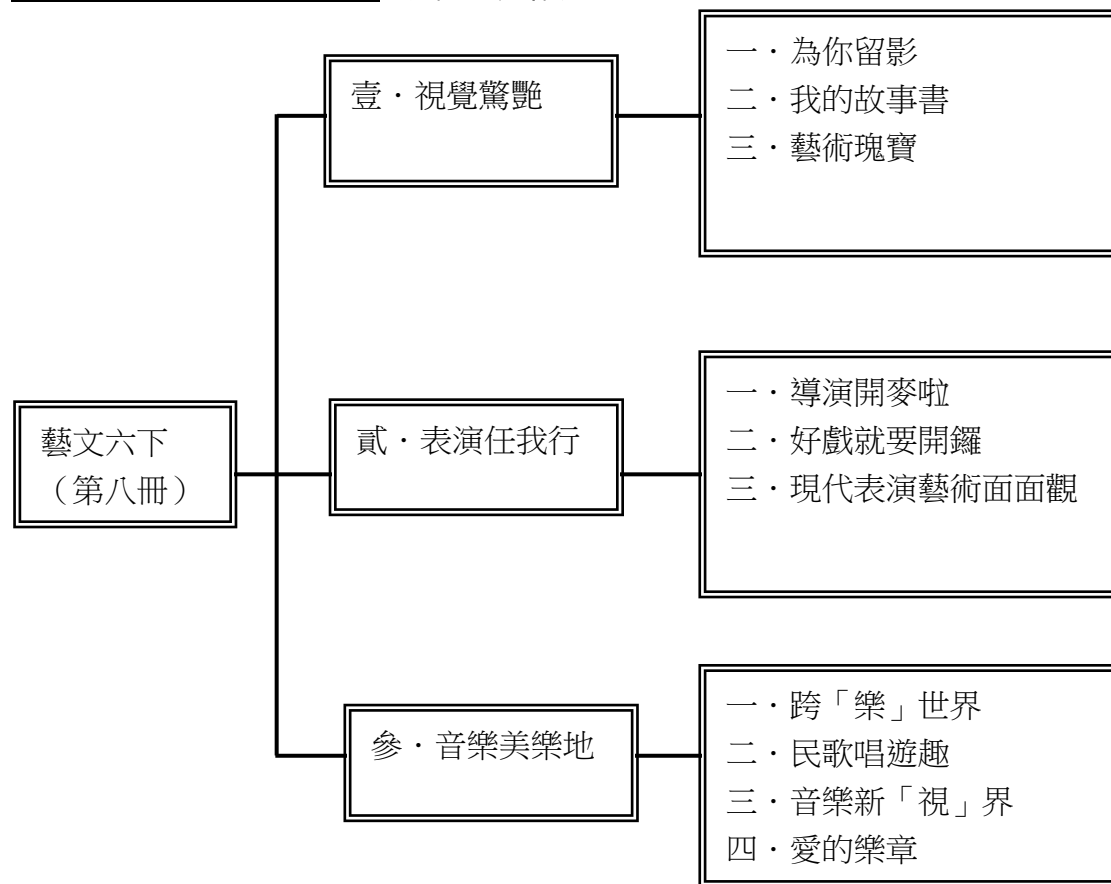 藝文六下
（第八冊）
壹．視覺驚艷
一．為你留影
二．我的故事書
三．藝術瑰寶
貳．表演任我行
一．導演開麥啦
二．好戲就要開鑼
三．現代表演藝術面面觀
參．音樂美樂地
一．跨「樂」世界
二．民歌唱遊趣
三．音樂新「視」界
四．愛的樂章